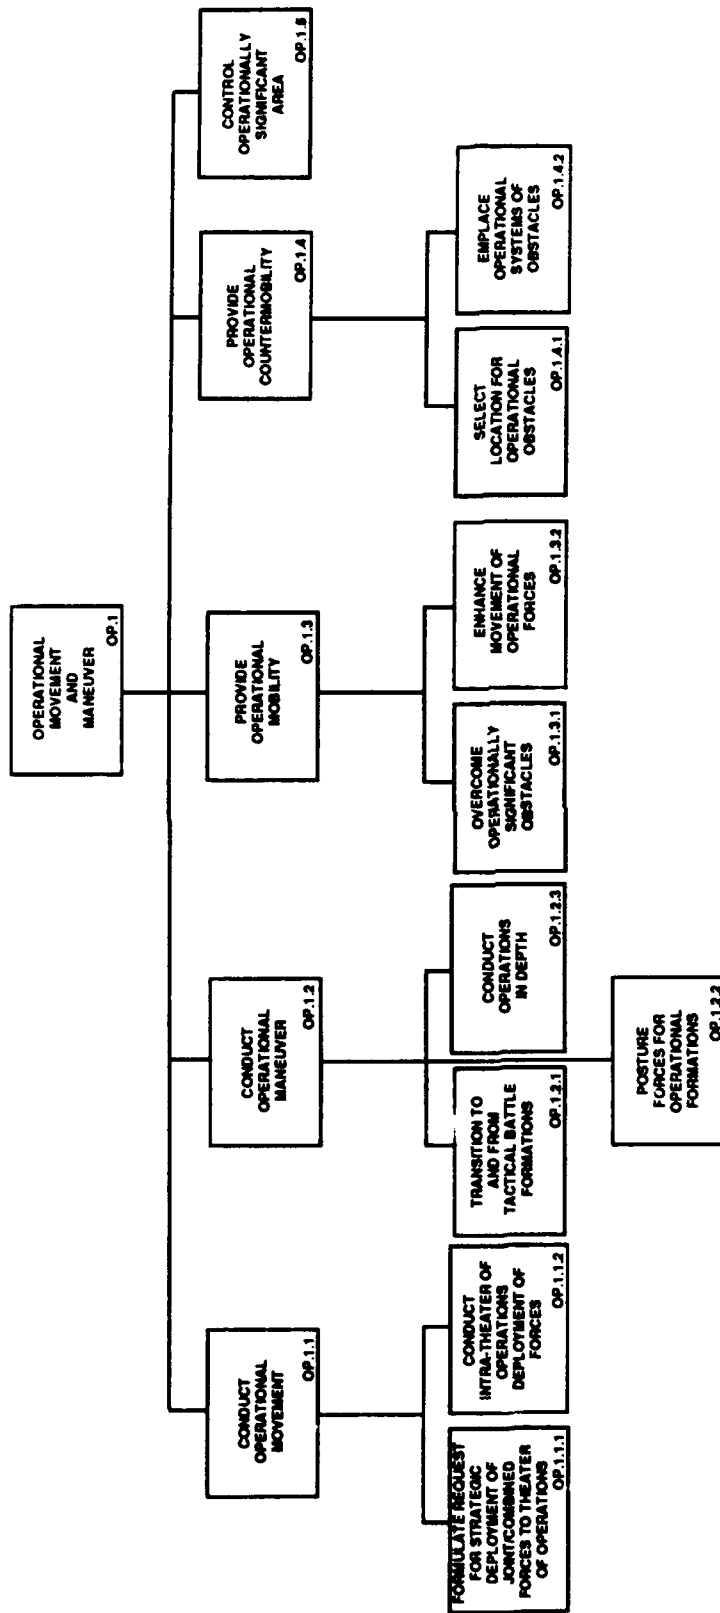 OPERATIONAL
MOVEMENT
AND
MANEUVER
OP.1
CONDUCT
OPERATIONAL
MOVEMENT
OP.1.1
CONDUCT
OPERATIONAL
MANEUVER
OP.1.2
PROVIDE
OPERATIONAL
MOBILITY
OP.1.3
PROVIDE
OPERATIONAL
COUNTERMOBILITY
OP.1.4
CONTROL
OPERATIONALLY
SIGNIFICANT
AREA
OP.1.5
FORMULATE REQUEST
FOR STRATEGIC
DEPLOYMENT OF
JOINT/COMBINED
FORCES TO THEATER
OF OPERATIONS
OP.1.1.1
CONDUCT
INTRA-THEATER OF
OPERATIONS
DEPLOYMENT OF
FORCES
OP.1.1.2
TRANSITION TO
AND FROM
TACTICAL BATTLE
FORMATIONS
OP.1.2.1
CONDUCT
OPERATIONS
IN DEPTH
OP.1.2.3
OVERCOME
OPERATIONALLY
SIGNIFICANT
OBSTACLES
OP.1.3.1
ENHANCE
MOVEMENT OF
OPERATIONAL
FORCES
OP.1.3.2
SELECT
LOCATION FOR
OPERATIONAL
OBSTACLES
OP.1.4.1
EMPLACE
OPERATIONAL
SYSTEMS OF
OBSTACLES
OP.1.4.2
POSTURE
FORCES FOR
OPERATIONAL
FORMATIONS
OP.1.2.2